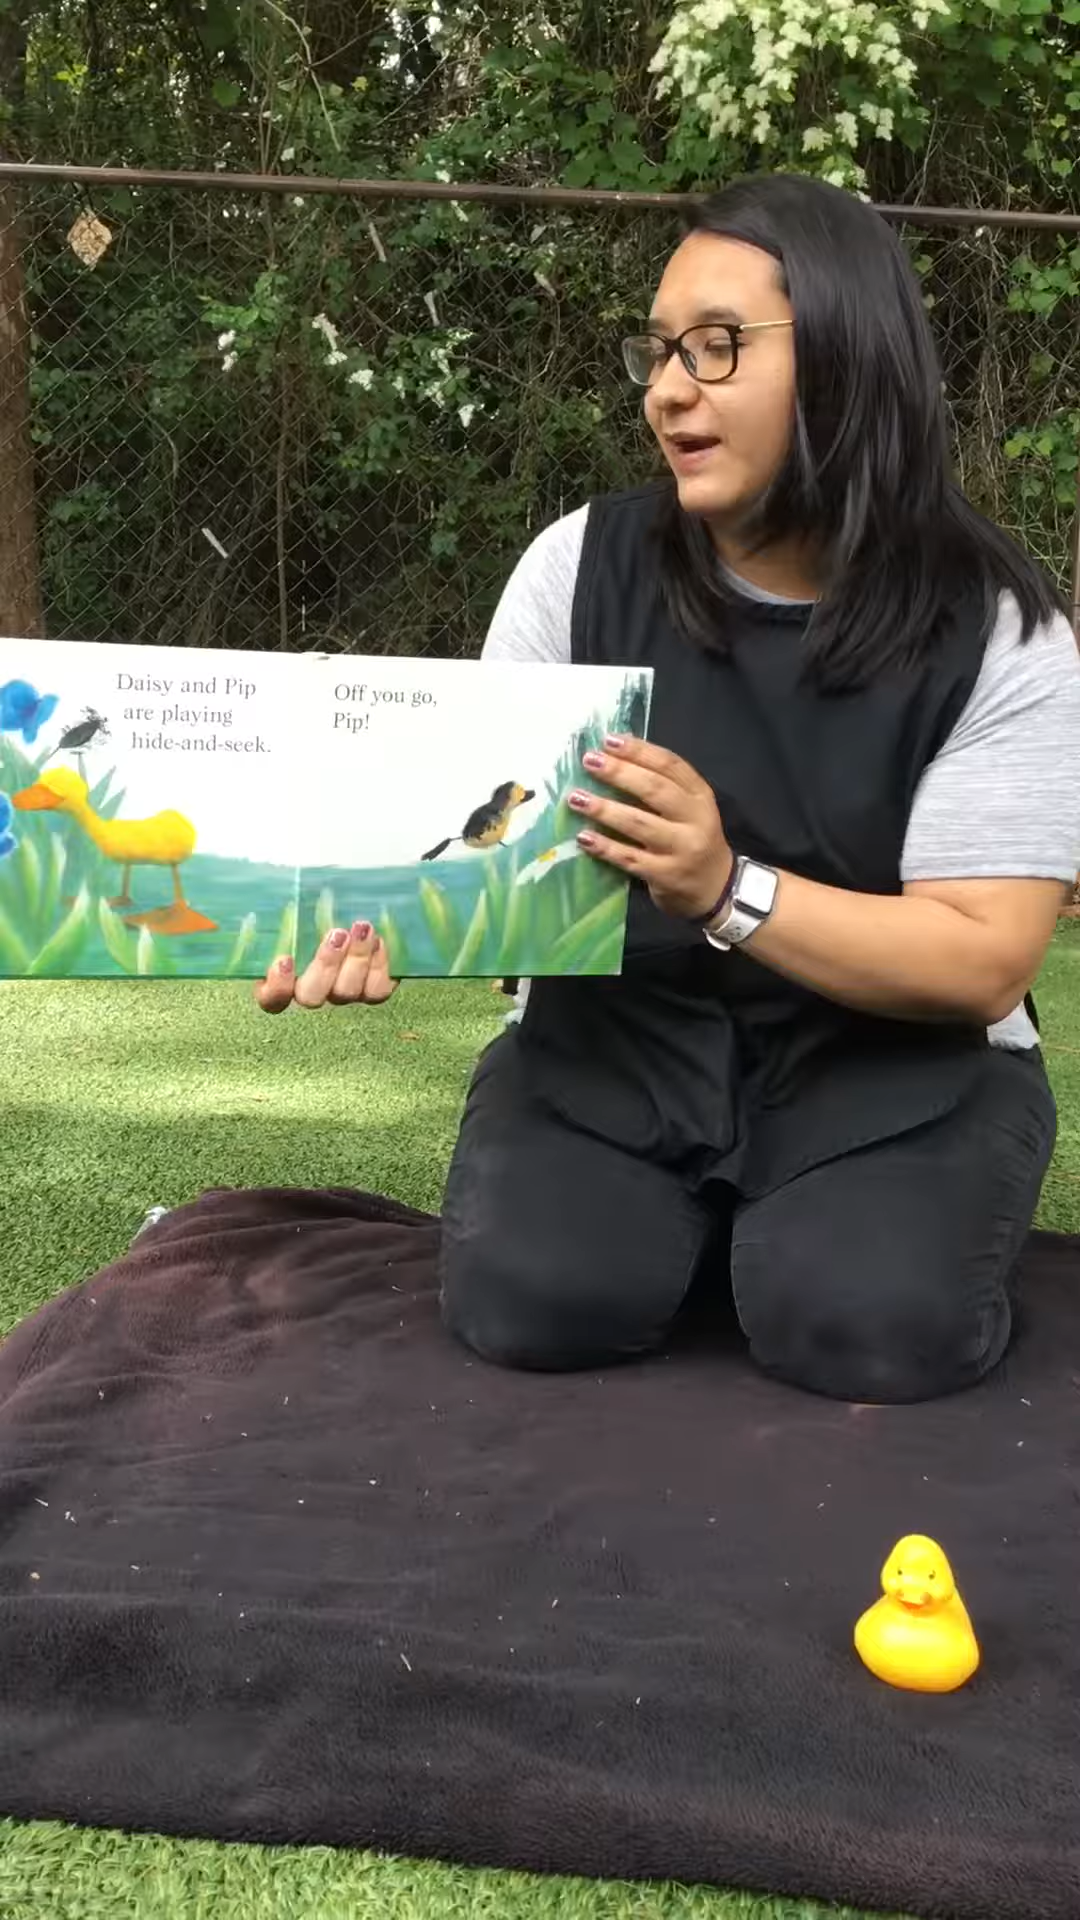 Daisy and Pip
are playing
hide-and-seek.
Off you go,
Pip!